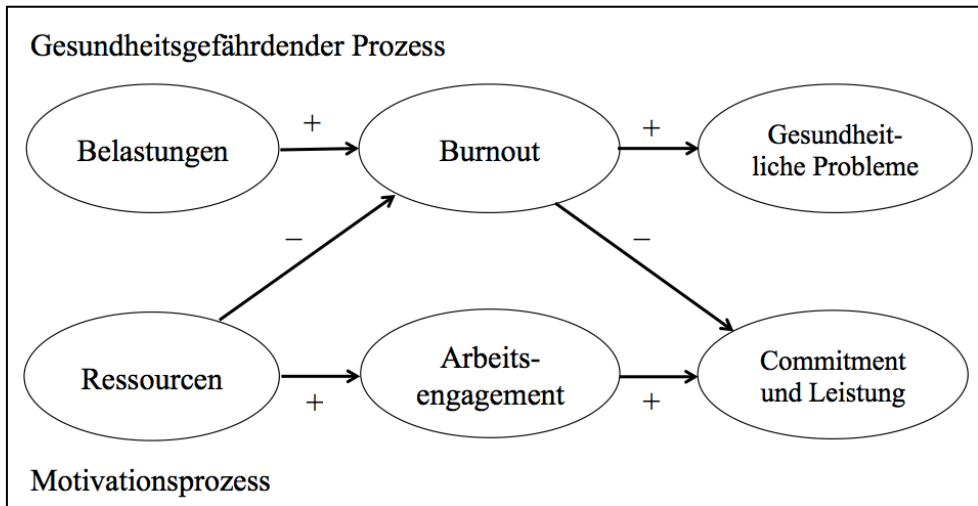 Gesundheitsgefährdender Prozess
+
+
Belastungen
Burnout
Gesundheit-
liche Probleme
–
–
Ressourcen
Arbeits-
engagement
Commitment
und Leistung
+
+
Motivationsprozess